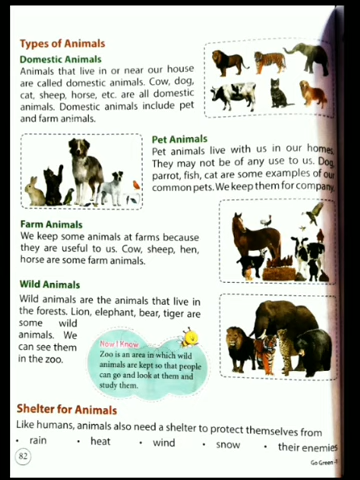 Types of Animals
Domestic Animals
Animals that live in or near our house
are called domestic animals. Cow, dog,
cat, sheep, horse, etc. are all domestic
animals. Domestic animals include pet
and farm animals.
Pet Animals
Pet animals live with us in our homes.
They may not be of any use to us. Dog,
parrot, fish, cat are some examples of our
common pets. We keep them for company.
Farm Animals
We keep some animals at farms because
they are useful to us. Cow, sheep, hen,
horse are some farm animals.
Wild Animals
Wild animals are the animals that live in
the forests. Lion, elephant, bear, tiger are
some wild
animals. We
can see them
in the zoo.
Now I Know
Zoo is an area in which wild
animals are kept so that people
can go and look at them and
study them.
Shelter for Animals
Like humans, animals also need a shelter to protect themselves from
• rain • heat • wind • snow • their enemies
82
Go Green